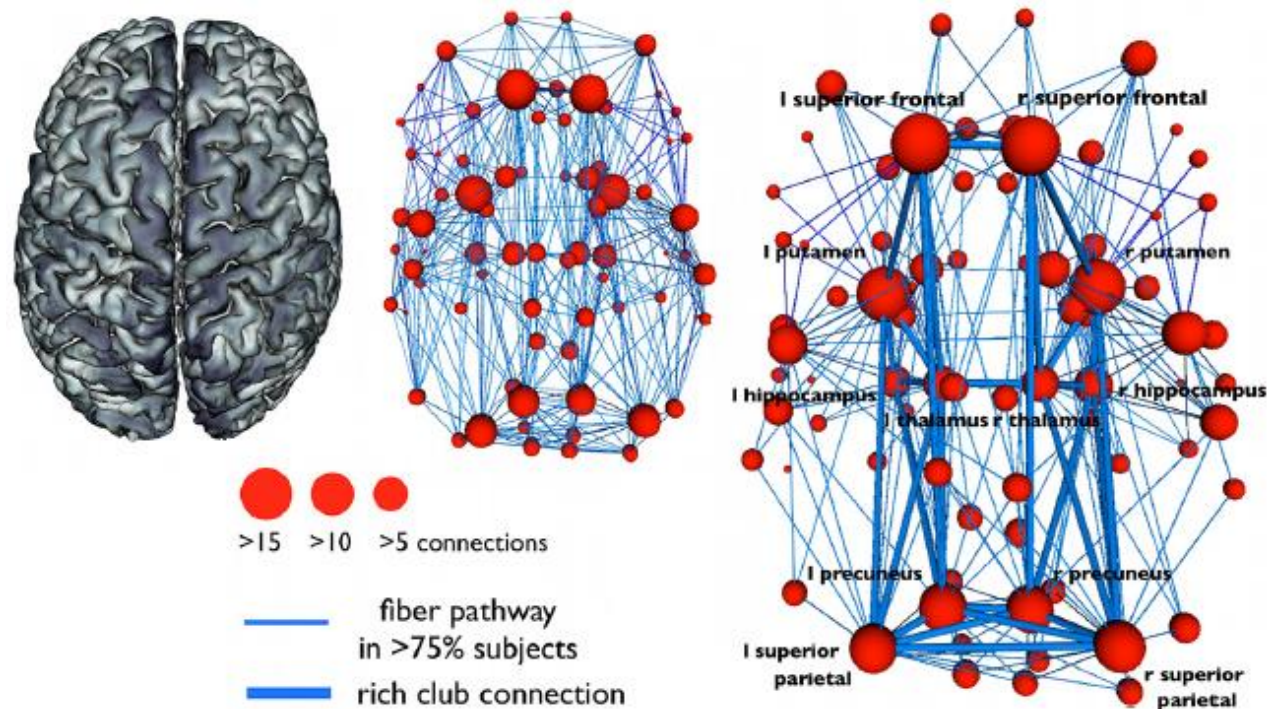 l superior frontal
r superior frontal
l putamen
r putamen
l hippocampus
r hippocampus
l thalamus r thalamus
>15 >10 >5 connections
l precuneus
r precuneus
fiber pathway
in >75% subjects
l superior
parietal
r superior
parietal
rich club connection